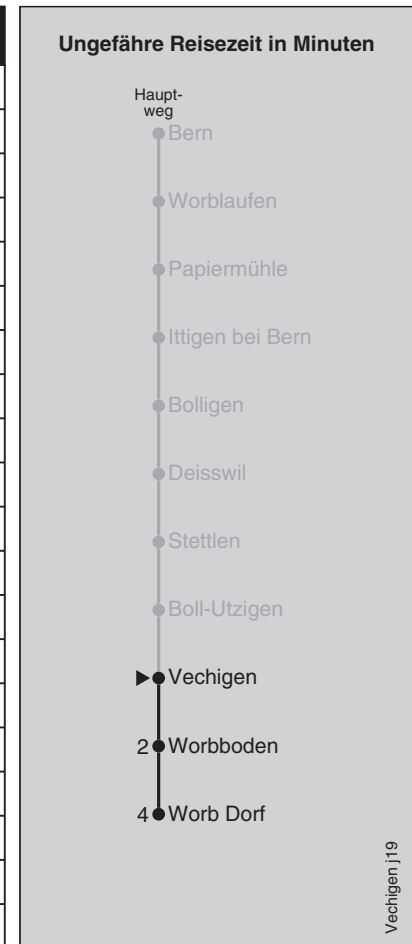 Ungefähre Reisezeit in Minuten
Haupt-
weg
Bern
Worblaufen
Papiermühle
Ittigen bei Bern
Bolligen
Deisswil
Stettlen
Boll-Utzigen
Vechigen
2 Worbboden
4 Worb Dorf
Vechigen j19